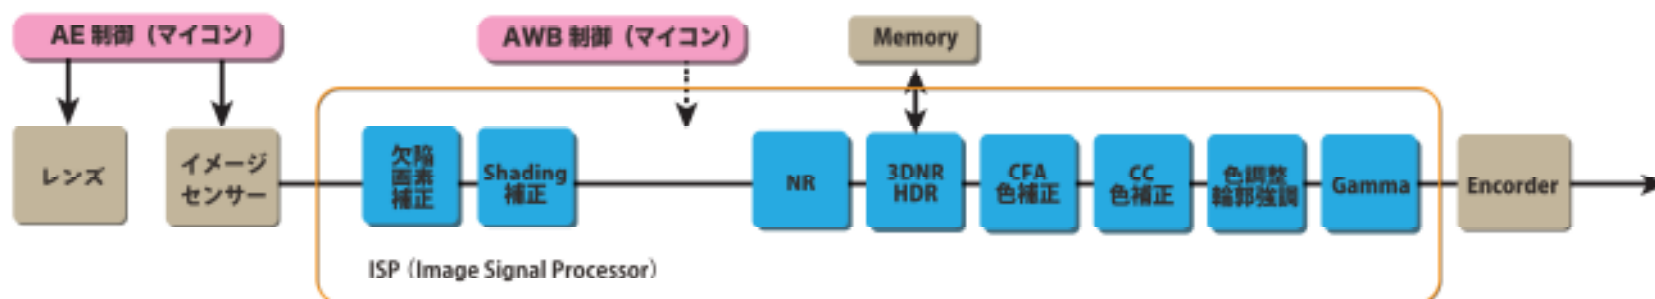 AE 制御（マイコン）
AWB 制御（マイコン）
Memory
レンズ
イメージ
センサー
欠陥
画素
補正
Shading
補正
NR
3DNR
HDR
CFA
色補正
CC
色補正
色調整
輪郭強調
Gamma
Encorder
ISP（Image Signal Processor）